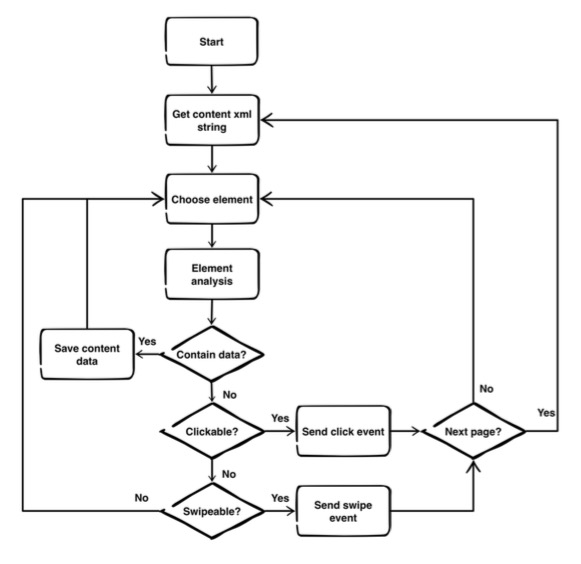 Start
Get content xml
string
Choose element
Element
analysis
Save content
data
Yes
Contain data?
No
No
Clickable?
Yes
Send click event
Next page?
Yes
No
No
Swipeable?
Yes
Send swipe
event